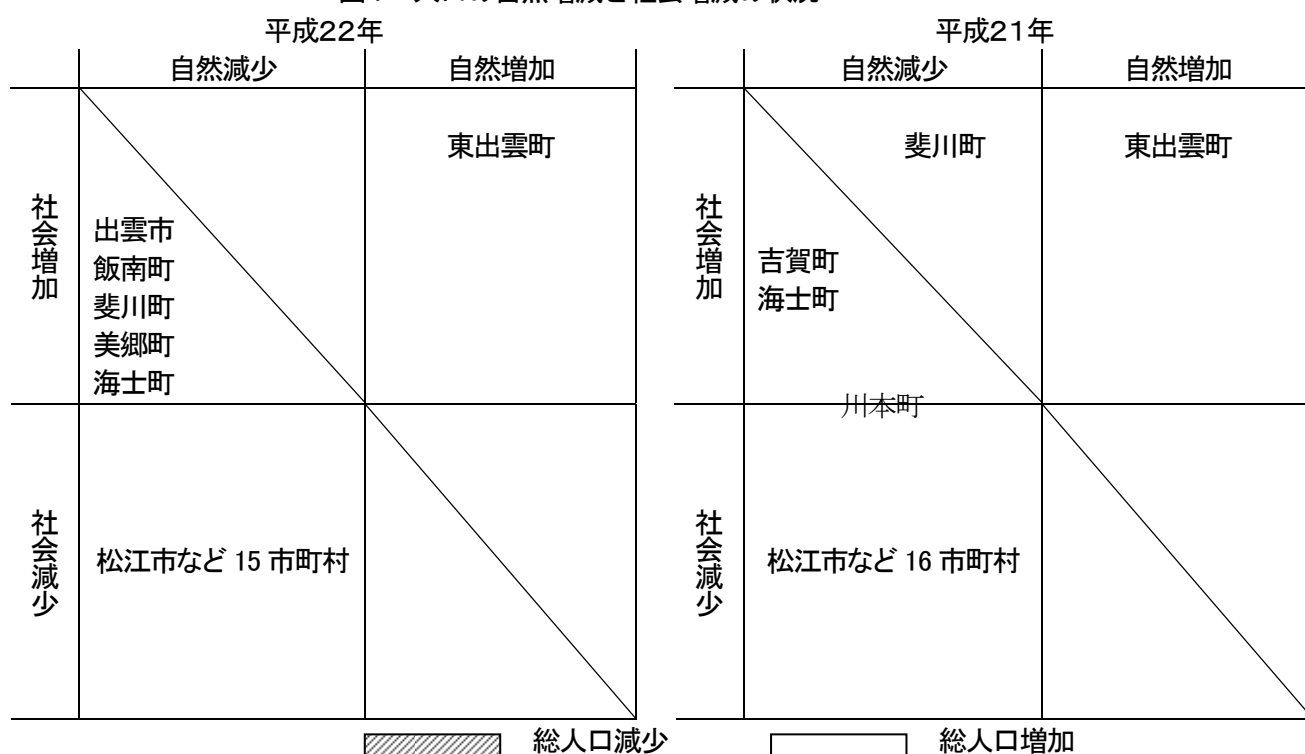 平成22年
自然減少 自然増加
社会増加
東出雲町
出雲市
飯南町
斐川町
美郷町
海士町
社会減少
松江市など 15 市町村
平成21年
自然減少 自然増加
社会増加
斐川町 東出雲町
吉賀町
海士町
川本町
社会減少
松江市など 16 市町村
総人口減少 総人口増加